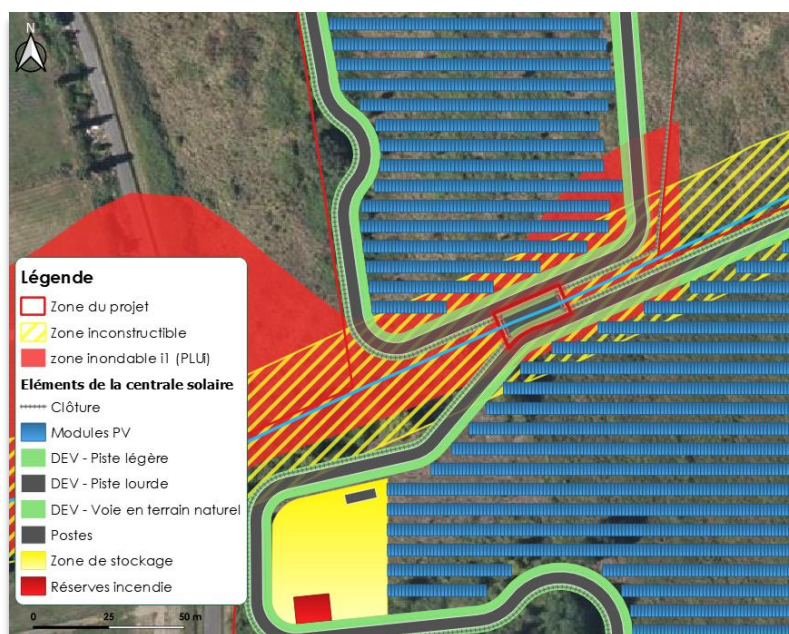 N
Légende
Zone du projet
Zone inconstructible
zone inondable i1 (PLUi)
Eléments de la centrale solaire
Clôture
Modules PV
DEV - Piste légère
DEV - Piste lourde
DEV - Voie en terrain naturel
Postes
Zone de stockage
Réserves incendie
0 25 50 m